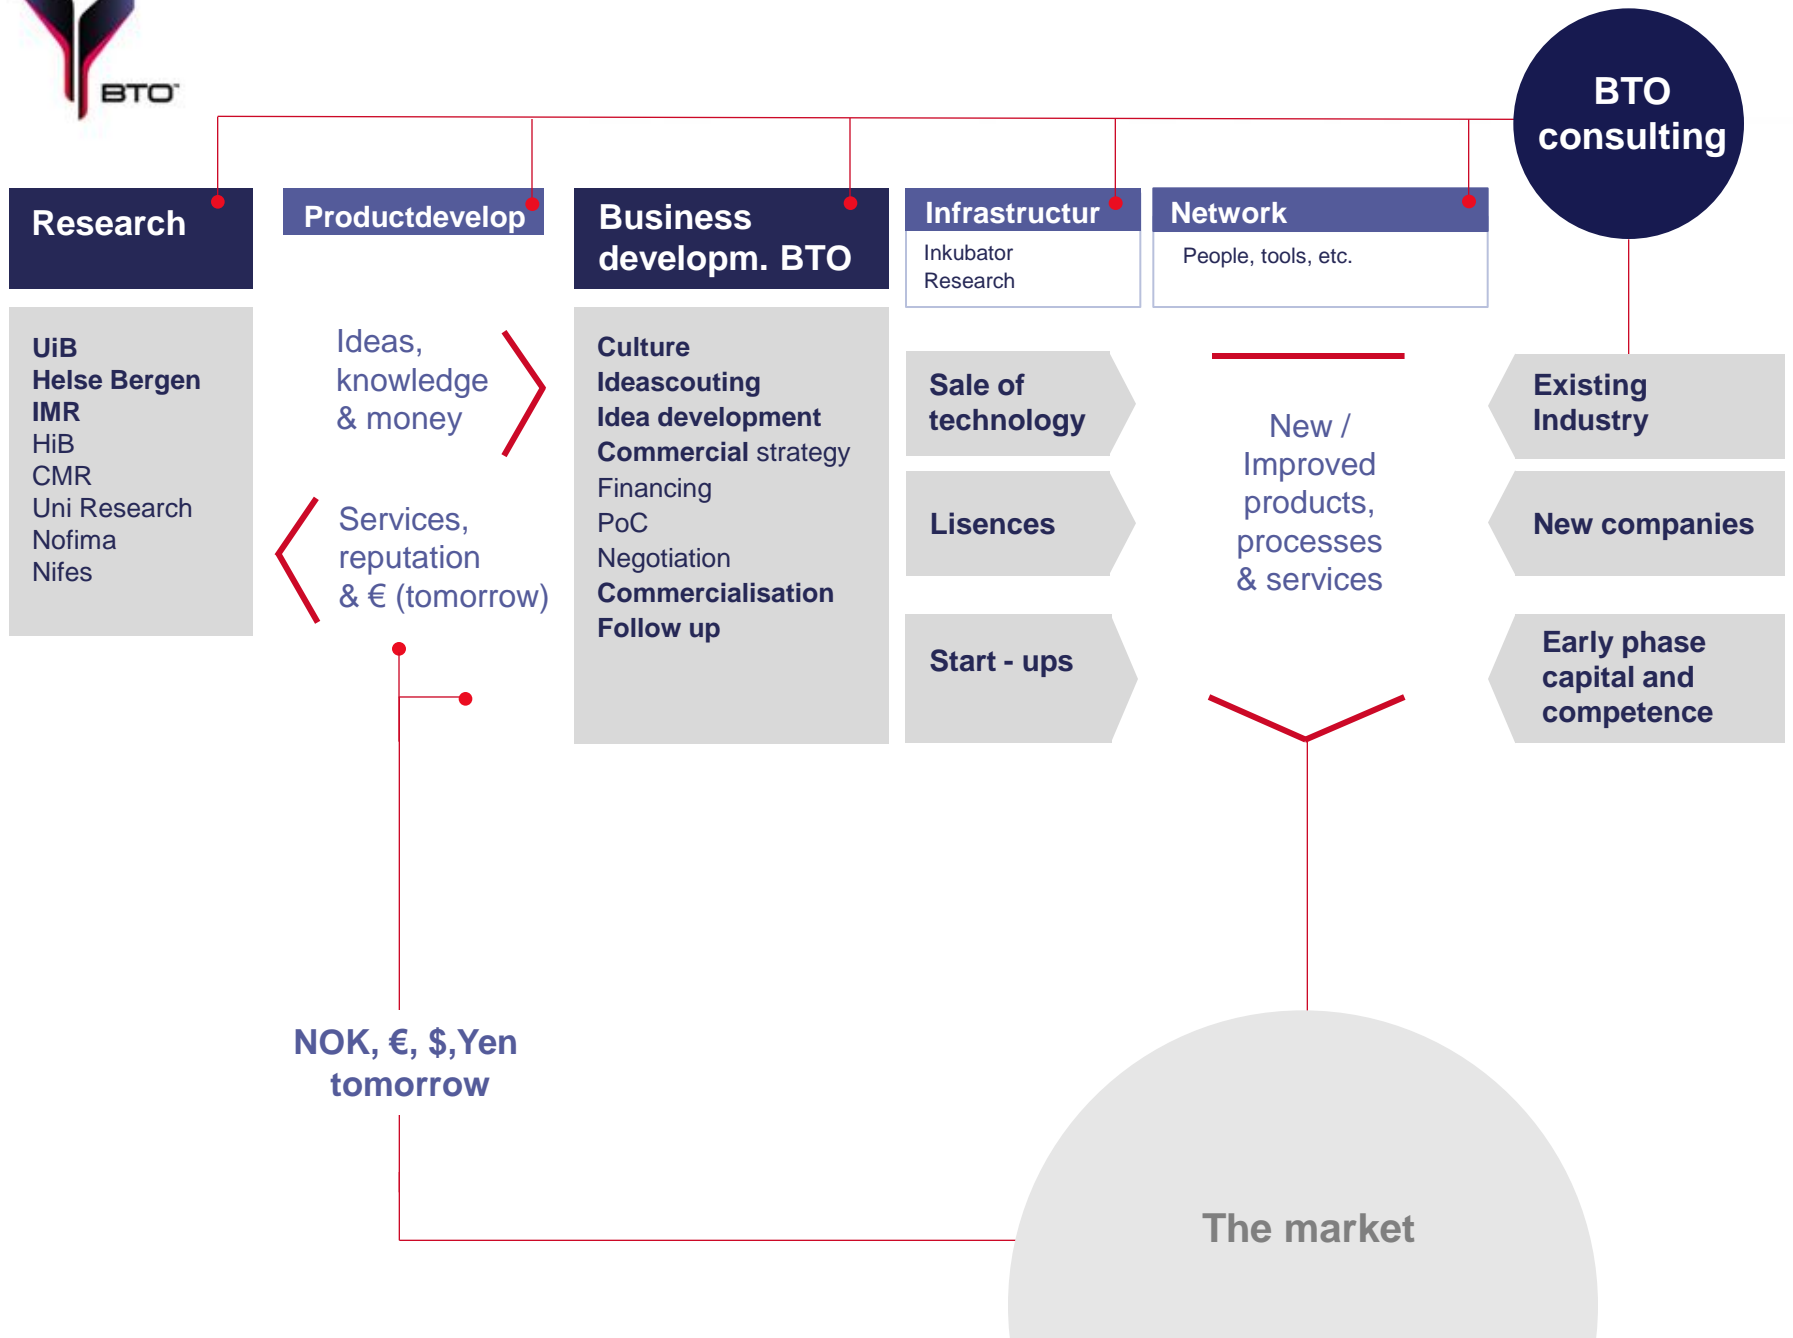 BTO™
BTO
consulting
Research
UiB
Helse Bergen
IMR
HiB
CMR
Uni Research
Nofima
Nifes
Productdevelop
Ideas,
knowledge
& money
Services,
reputation
& € (tomorrow)
Business
developm. BTO
Culture
Ideascouting
Idea development
Commercial strategy
Financing
PoC
Negotiation
Commercialisation
Follow up
Infrastructur
Inkubator
Research
Network
People, tools, etc.
Sale of
technology
Lisences
Start - ups
New /
Improved
products,
processes
& services
Existing
Industry
New companies
Early phase
capital and
competence
NOK, €, $,Yen
tomorrow
The market